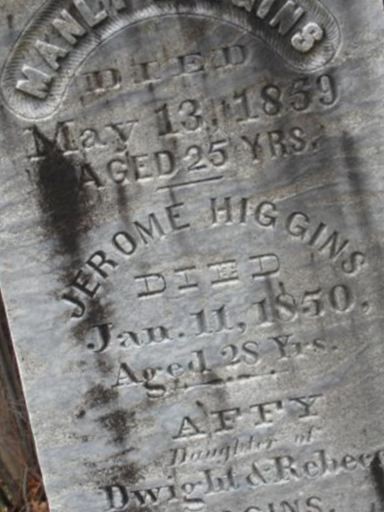 DIED
May 13, 1859
AGED 25 YRS.
JEROME HIGGINS
DIED
Jan. 11, 1850,
Aged 28 Yrs.
AFFY
Daughter of
Dwight &